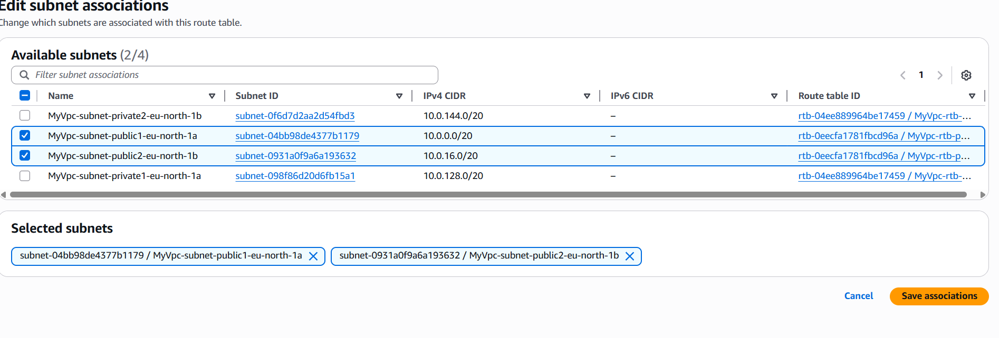 Edit subnet associations
Change which subnets are associated with this route table.
Available subnets (2/4)
Filter subnet associations
1
Name Subnet ID IPv4 CIDR IPv6 CIDR Route table ID
MyVpc-subnet-private2-eu-north-1b subnet-0f6d7d2aa2d54fbd3 10.0.144.0/20 – rtb-04ee889964be17459 / MyVpc-rtb-...
MyVpc-subnet-public1-eu-north-1a subnet-04bb98de4377b1179 10.0.0.0/20 – rtb-0eecfa1781fbcd96a / MyVpc-rtb-p...
MyVpc-subnet-public2-eu-north-1b subnet-0931a0f9a6a193632 10.0.16.0/20 – rtb-0eecfa1781fbcd96a / MyVpc-rtb-p...
MyVpc-subnet-private1-eu-north-1a subnet-098f86d20d6fb15a1 10.0.128.0/20 – rtb-04ee889964be17459 / MyVpc-rtb-...
Selected subnets
subnet-04bb98de4377b1179 / MyVpc-subnet-public1-eu-north-1a subnet-0931a0f9a6a193632 / MyVpc-subnet-public2-eu-north-1b
Cancel Save associations